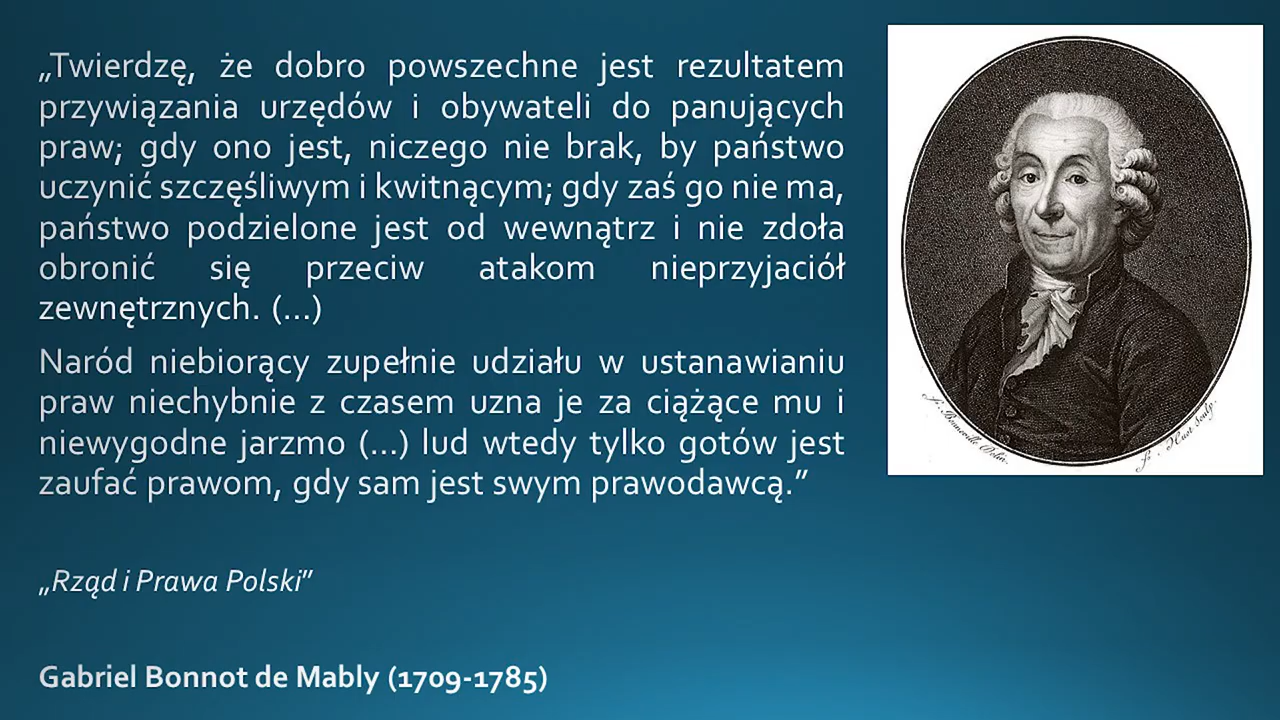 „Twierdzę, że dobro powszechne jest rezultatem
przywiązania urzędów i obywateli do panujących
praw; gdy ono jest, niczego nie brak, by państwo
uczynić szczęśliwym i kwitnącym; gdy zaś go nie ma,
państwo podzielone jest od wewnątrz i nie zdoła
obronić się przeciw atakom nieprzyjaciół
zewnętrznych. (...)
Naród niebiorący zupełnie udziału w ustanawianiu
praw niechybnie z czasem uzna je za ciążące mu i
niewygodne jarzmo (...) lud wtedy tylko gotów jest
zaufać prawom, gdy sam jest swym prawodawcą.”
„Rząd i Prawa Polski”
Gabriel Bonnot de Mably (1709-1785)
F. Bonneville Delin.
sculp.